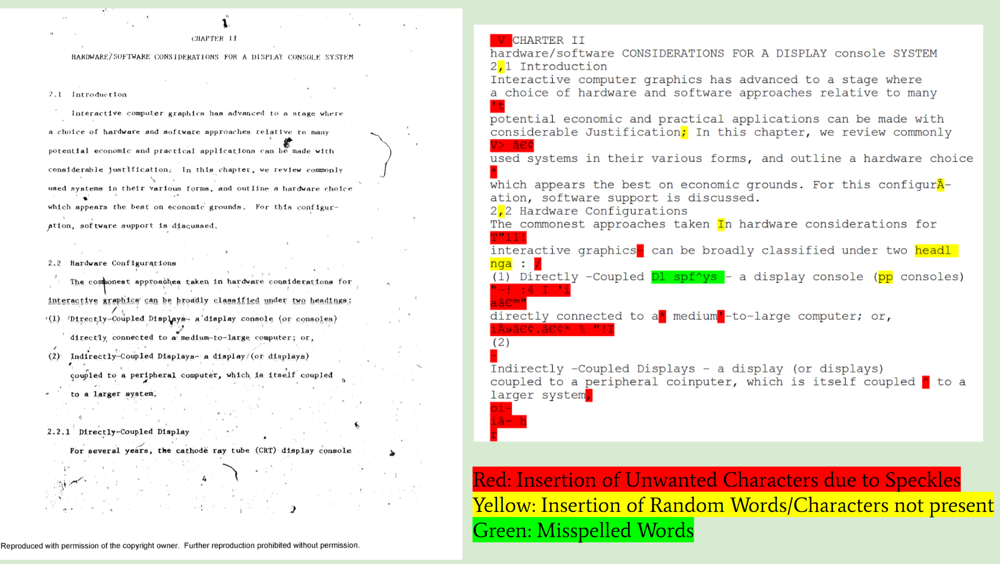 CHAPTER II
HARDWARE/SOFTWARE CONSIDERATIONS FOR A DISPLAY CONSOLE SYSTEM
2.1 Introduction
Interactive computer graphics has advanced to a stage where
a choice of hardware and software approaches relative to many
potential economic and practical applications can be made with
considerable justification. In this chapter, we review commonly
used systems in their various forms, and outline a hardware choice
which appears the best on economic grounds. For this configur-
ation, software support is discussed.
2.2 Hardware Configurations
The commonest approaches taken in hardware considerations for
interactive graphics can be broadly classified under two headings:
(1) Directly-Coupled Displays- a display console (or consoles)
directly connected to a medium-to-large computer; or,
(2) Indirectly-Coupled Displays- a display (or displays)
coupled to a peripheral computer, which is itself coupled
to a larger system.
2.2.1 Directly-Coupled Display
For several years, the cathode ray tube (CRT) display console
4
Reproduced with permission of the copyright owner. Further reproduction prohibited without permission.
V CHARTER II
hardware/software CONSIDERATIONS FOR A DISPLAY console SYSTEM
2,1 Introduction
Interactive computer graphics has advanced to a stage where
a choice of hardware and software approaches relative to many
't
potential economic and practical applications can be made with
considerable Justification; In this chapter, we review commonly
V> â€¢
used systems in their various forms, and outline a hardware choice
*
which appears the best on economic grounds. For this configurÂ-
ation, software support is discussed.
2,2 Hardware Configurations
The commonest approaches taken In hardware considerations for
T"11!
interactive graphics- can be broadly classified under two headl
nga : /
(1) Directly -Coupled Dl spf^ys - a display console (pp consoles)
"-! :4 I 'i
aâ€™"
directly connected to a* medium'-to-large computer; or,
iÂ»â€¢.â€¢* % "!I
(2)
-
Indirectly -Coupled Displays - a display (or displays)
coupled to a peripheral coinputer, which is itself coupled ^ to a
larger system,
oi-
iâ- h
r
Red: Insertion of Unwanted Characters due to Speckles
Yellow: Insertion of Random Words/Characters not present
Green: Misspelled Words